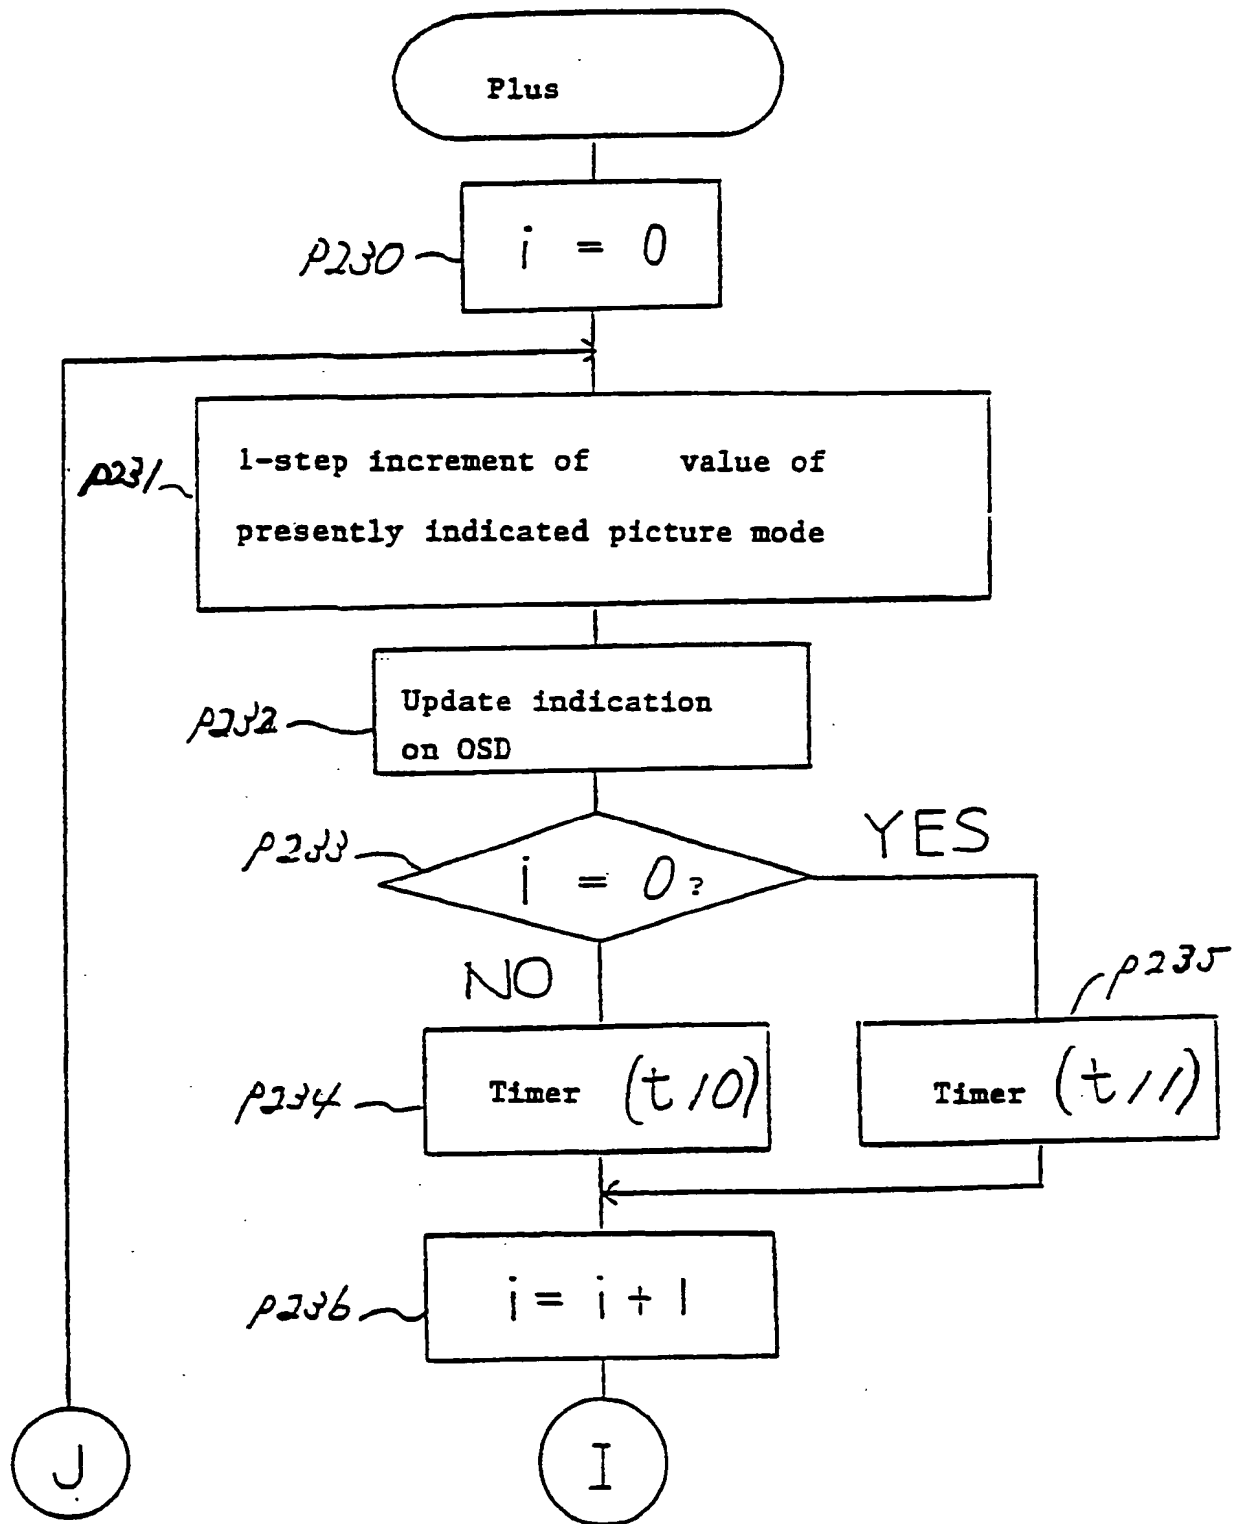 Plus
i = 0
P230
1-step increment of value of
presently indicated picture mode
P231
Update indication
on OSD
P232
P233
i = 0?
YES
NO
P235
P234
Timer (t10)
Timer (t11)
P236
i = i + 1
J
I